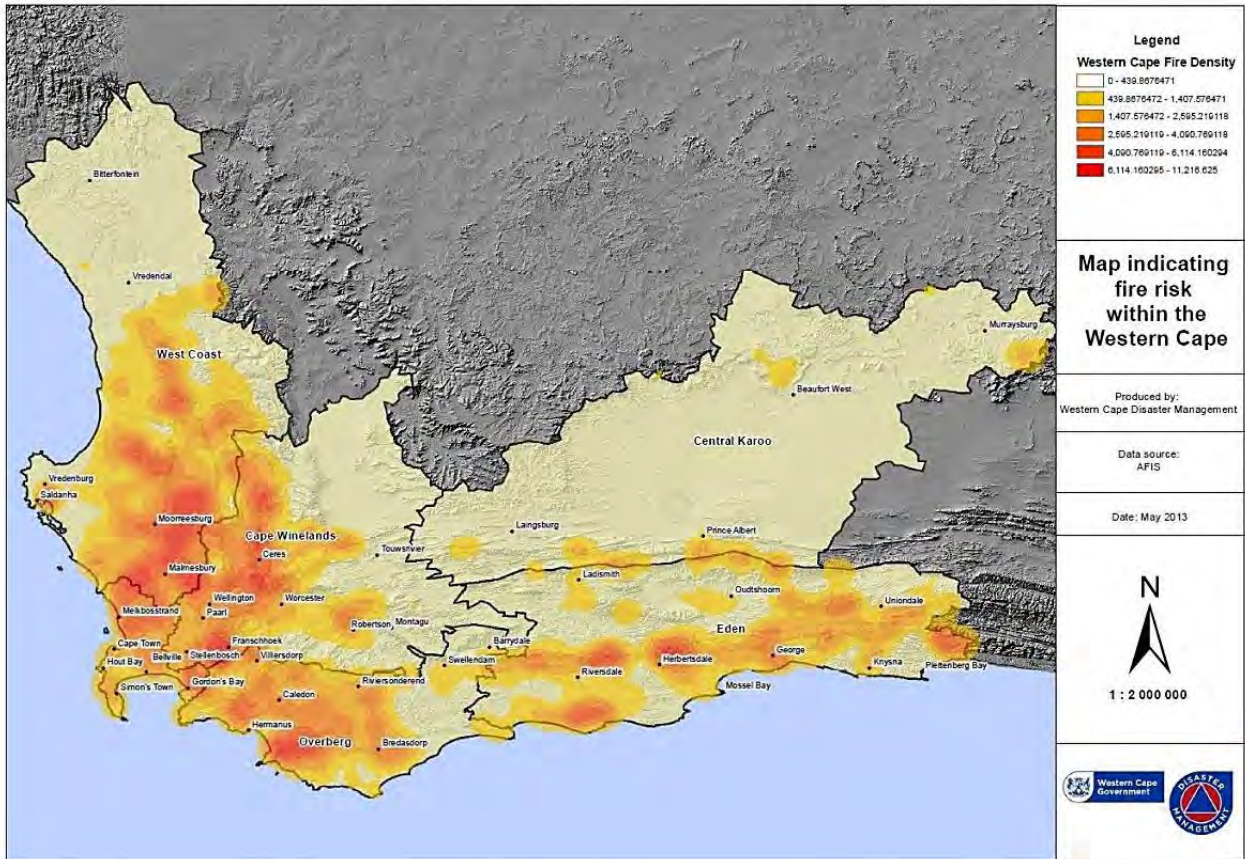 Legend
Western Cape Fire Density
0 - 439.8676471
439.8676472 - 1,407.576471
1,407.576472 - 2,595.219118
2,595.219119 - 4,090.769118
4,090.769119 - 6,114.160294
6,114.160295 - 11,216.625
Map indicating
fire risk
within the
Western Cape
Produced by:
Western Cape Disaster Management
Data source:
AFIS
Date: May 2013
N
1 : 2 000 000
Western Cape
Government
DISASTER
MANAGEMENT
Bitterfontein
Vredendal
West Coast
Murraysburg
Beaufort West
Central Karoo
Vredenburg
Saldanha
Moorreesburg
Cape Winelands
Ceres
Touwsrivier
Laingsburg
Prince Albert
Malmesbury
Ladismith
Oudtshoorn
Uniondale
Melkbosstrand
Wellington
Paarl
Worcester
Robertson
Montagu
Eden
Cape Town
Bellville
Franschhoek
Stellenbosch
Villiersdorp
Barrydale
Swellendam
Hout Bay
Simon's Town
Gordon's Bay
Caledon
Riviersonderend
Riversdale
Herbertsdale
George
Knysna
Plettenberg Bay
Mossel Bay
Hermanus
Overberg
Bredasdorp